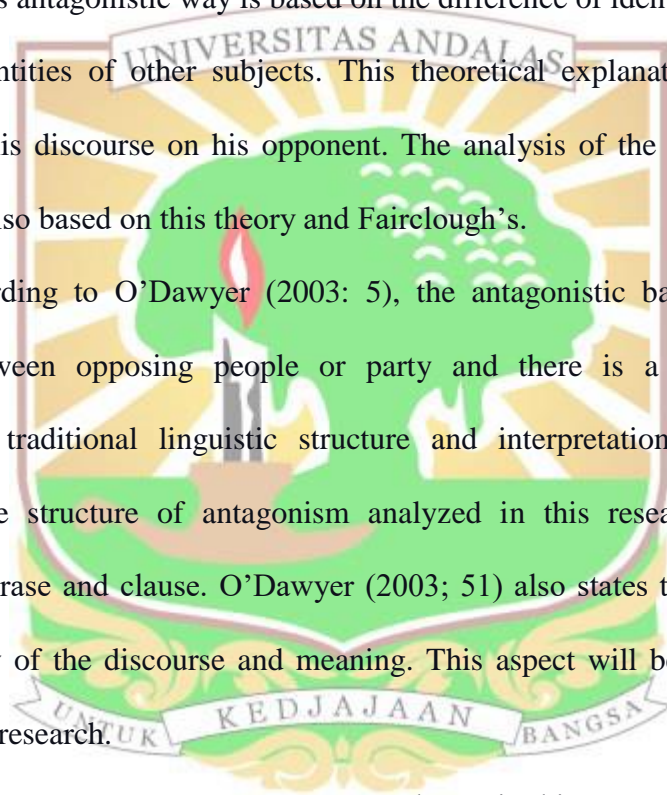 s antagonistic way is based on the difference of iden
UNIVERSITAS ANDALAS
ntities of other subjects. This theoretical explanat
is discourse on his opponent. The analysis of the
so based on this theory and Fairclough's.
rding to O'Dawyer (2003: 5), the antagonistic ba
ween opposing people or party and there is a
traditional linguistic structure and interpretation
e structure of antagonism analyzed in this resea
rase and clause. O'Dawyer (2003; 51) also states t
of the discourse and meaning. This aspect will b
UNTUK KEDJAJAAN BANGSA
research.